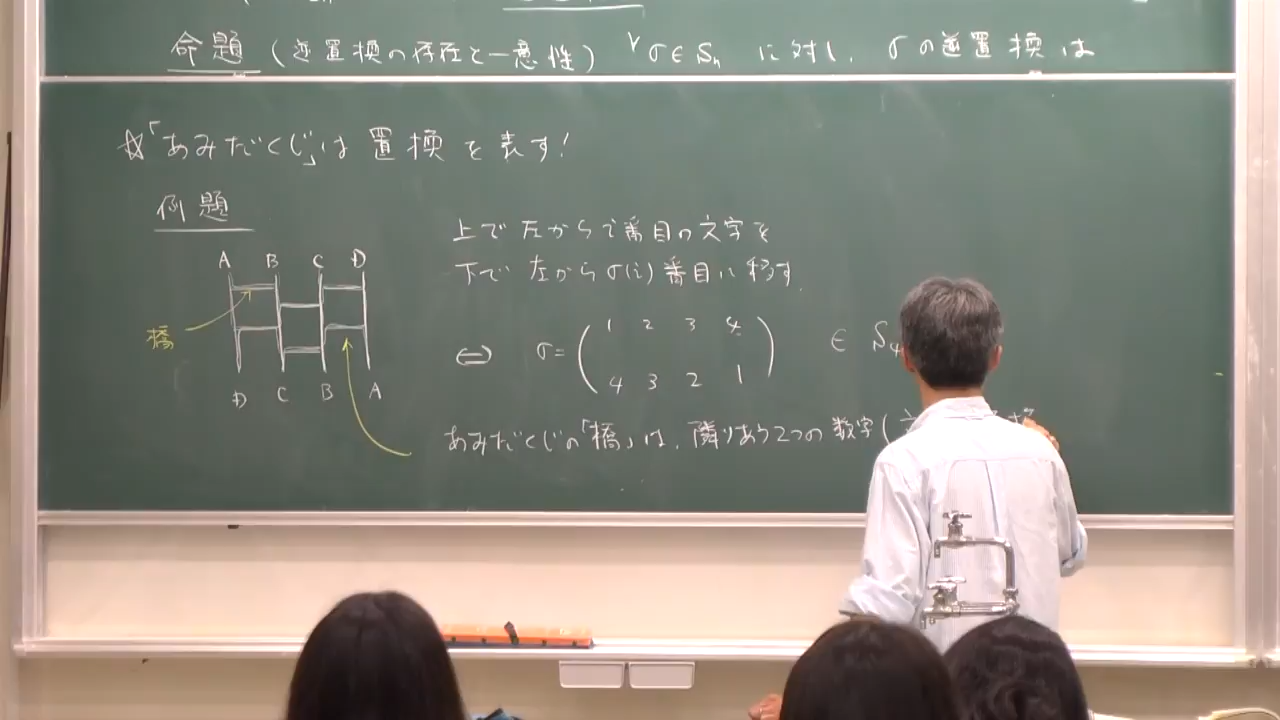 命題 (逆置換の存在と一意性) ∀σ∈Sn に対し, σの逆置換は
☆「あみだくじ」は置換を表す!
例題
上で左からi番目の文字を
下で左からσ(i)番目に移す.
A B C D
橋
D C B A
⇔ σ= ( 1 2 3 4
4 3 2 1 ) ∈ S4
あみだくじの「橋」は, 隣りあう2つの数字(